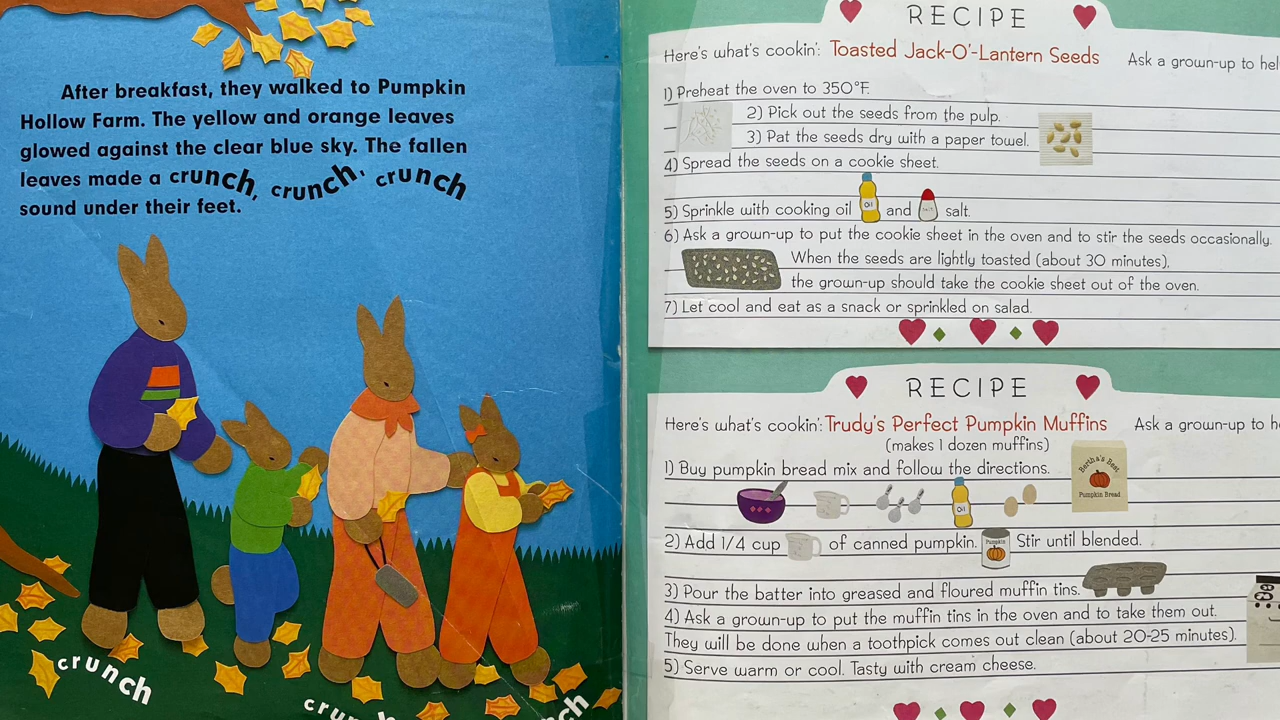 After breakfast, they walked to Pumpkin
Hollow Farm. The yellow and orange leaves
glowed against the clear blue sky. The fallen
leaves made a crunch, crunch, crunch
sound under their feet.
crunch
RECIPE
Here's what's cookin': Toasted Jack-O'-Lantern Seeds Ask a grown-up to
1) Preheat the oven to 350°F.
2) Pick out the seeds from the pulp.
3) Pat the seeds dry with a paper towel.
4) Spread the seeds on a cookie sheet.
Oil
5) Sprinkle with cooking oil and salt.
6) Ask a grown-up to put the cookie sheet in the oven and to stir the seeds occasionally.
When the seeds are lightly toasted (about 30 minutes),
the grown-up should take the cookie sheet out of the oven.
7) Let cool and eat as a snack or sprinkled on salad.
RECIPE
Here's what's cookin': Trudy's Perfect Pumpkin Muffins Ask a grown-up to
(makes 1 dozen muffins)
1) Buy pumpkin bread mix and follow the directions.
Bertha's Best
Pumpkin Bread
Oil
2) Add 1/4 cup of canned pumpkin. Stir until blended.
Pumpkin
3) Pour the batter into greased and floured muffin tins.
4) Ask a grown-up to put the muffin tins in the oven and to take them out.
They will be done when a toothpick comes out clean (about 20-25 minutes).
5) Serve warm or cool. Tasty with cream cheese.